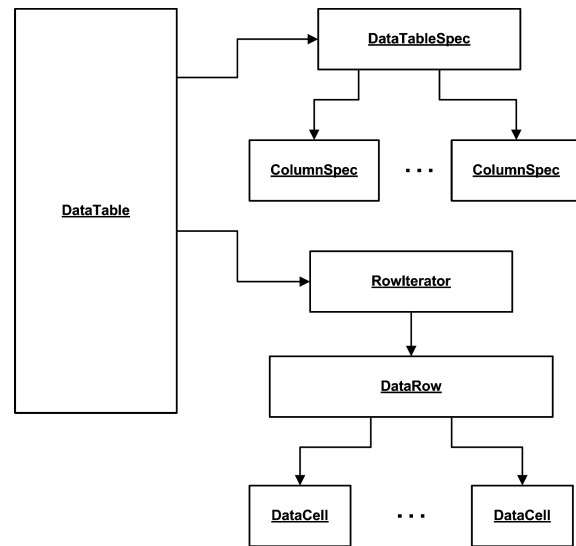 DataTableSpec
ColumnSpec
. . .
ColumnSpec
DataTable
RowIterator
DataRow
DataCell
. . .
DataCell